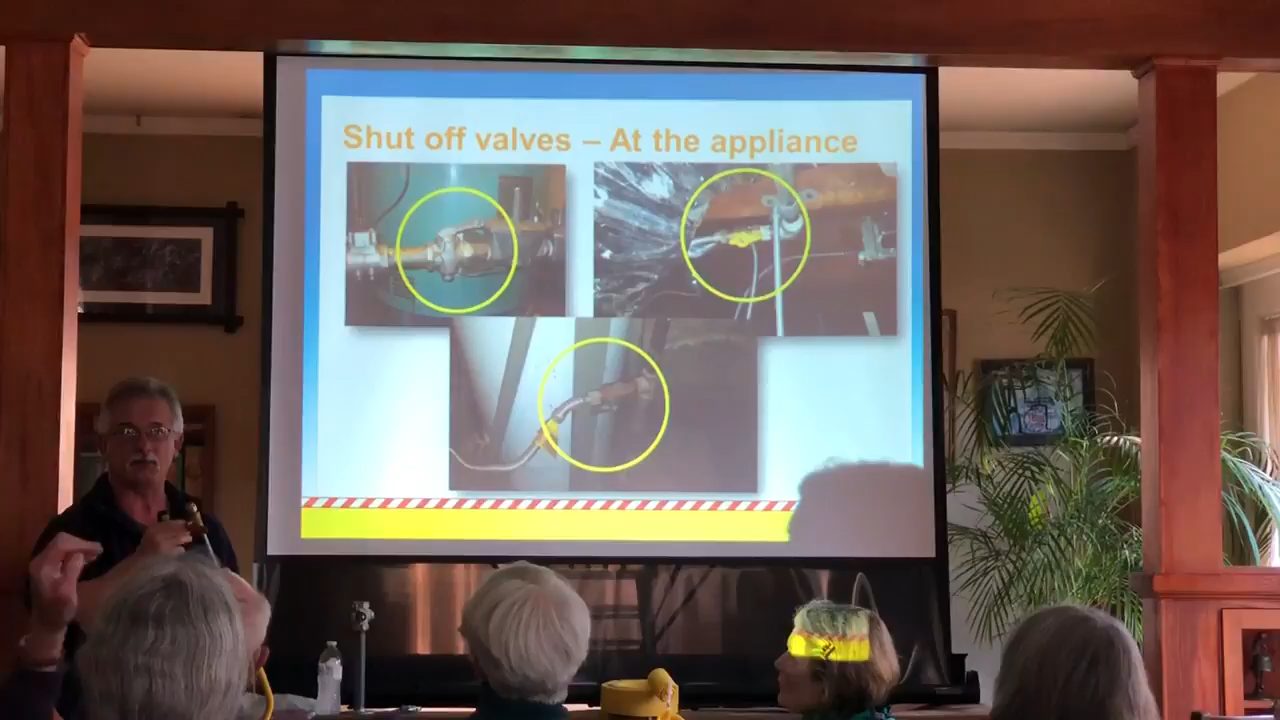 Shut off valves – At the appliance